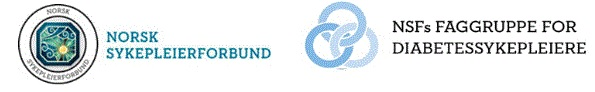 NORSK
SYKEPLEIERFORBUND
NORSK
SYKEPLEIERFORBUND
NSFs FAGGRUPPE FOR
DIABETESSYKEPLEIERE